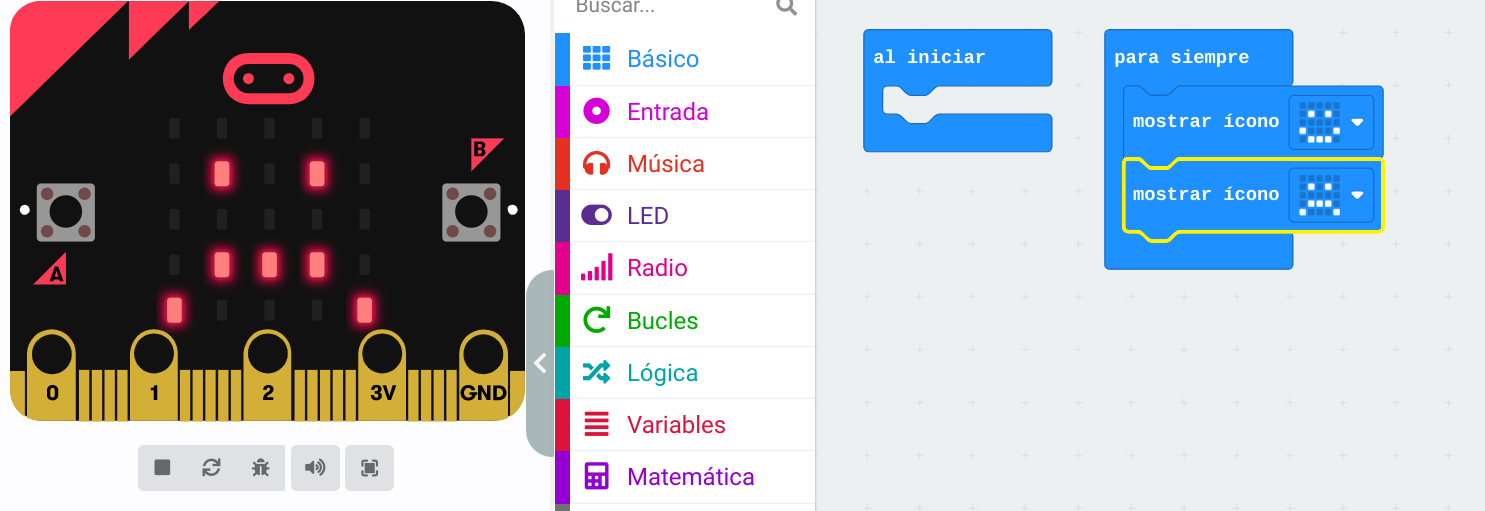 B
A
0
1
2
3V
GND
Buscar...
Básico
Entrada
Música
LED
Radio
Bucles
Lógica
Variables
Matemática
al iniciar
para siempre
mostrar ícono
mostrar ícono